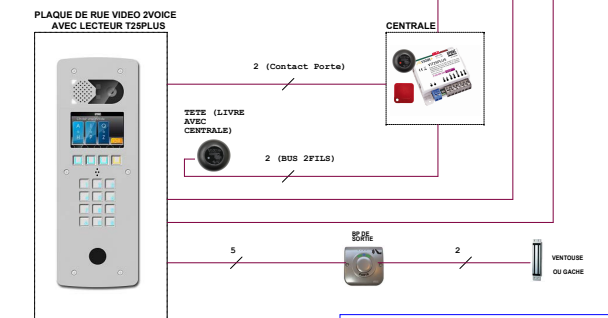 PLAQUE DE RUE VIDEO 2VOICE
AVEC LECTEUR T25PLUS
CENTRALE
2 (Contact Porte)
TETE (LIVRE
AVEC
CENTRALE)
2 (BUS 2FILS)
BP DE
SORTIE
5
2
VENTOUSE
OU GACHE